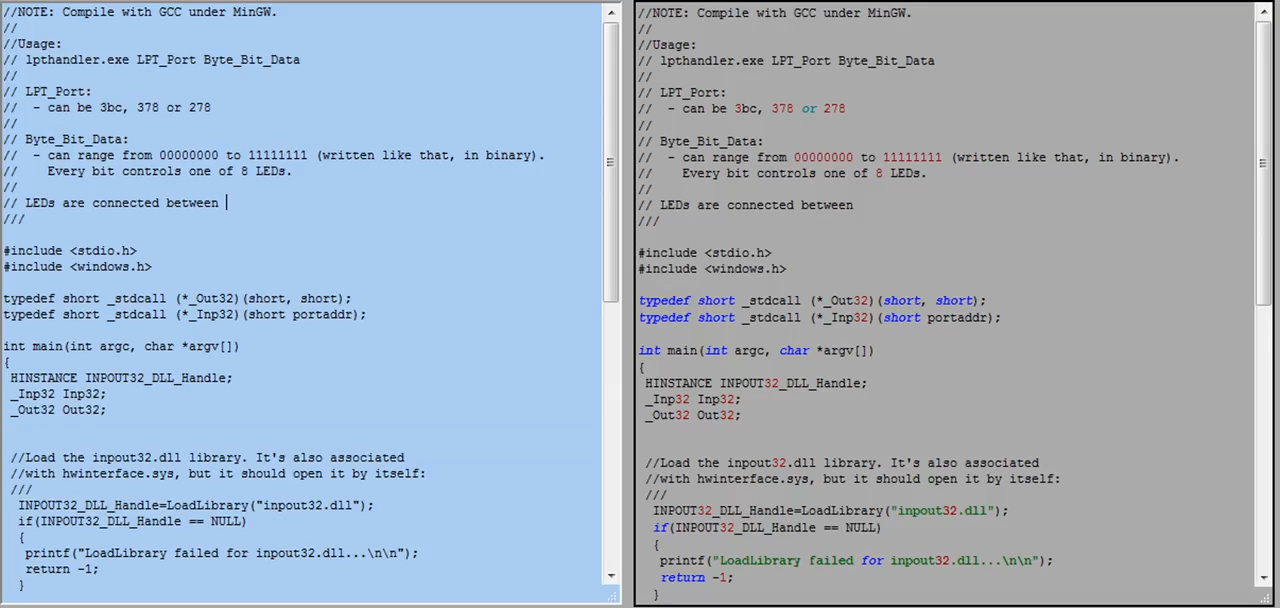 //NOTE: Compile with GCC under MinGW.
//
//Usage:
// lpthandler.exe LPT_Port Byte_Bit_Data
//
// LPT_Port:
//  - can be 3bc, 378 or 278
//
// Byte_Bit_Data:
//  - can range from 00000000 to 11111111 (written like that, in binary).
//    Every bit controls one of 8 LEDs.
//
// LEDs are connected between
///
#include <stdio.h>
#include <windows.h>
typedef short _stdcall (*_Out32)(short, short);
typedef short _stdcall (*_Inp32)(short portaddr);
int main(int argc, char *argv[])
{
 HINSTANCE INPOUT32_DLL_Handle;
 _Inp32 Inp32;
 _Out32 Out32;
 //Load the inpout32.dll library. It's also associated
 //with hwinterface.sys, but it should open it by itself:
 ///
  INPOUT32_DLL_Handle=LoadLibrary("inpout32.dll");
  if(INPOUT32_DLL_Handle == NULL)
  {
   printf("LoadLibrary failed for inpout32.dll...\n\n");
   return -1;
  }
//NOTE: Compile with GCC under MinGW.
//
//Usage:
// lpthandler.exe LPT_Port Byte_Bit_Data
//
// LPT_Port:
//  - can be 3bc, 378 or 278
//
// Byte_Bit_Data:
//  - can range from 00000000 to 11111111 (written like that, in binary).
//    Every bit controls one of 8 LEDs.
//
// LEDs are connected between
///
#include <stdio.h>
#include <windows.h>
typedef short _stdcall (*_Out32)(short, short);
typedef short _stdcall (*_Inp32)(short portaddr);
int main(int argc, char *argv[])
{
 HINSTANCE INPOUT32_DLL_Handle;
 _Inp32 Inp32;
 _Out32 Out32;
 //Load the inpout32.dll library. It's also associated
 //with hwinterface.sys, but it should open it by itself:
 ///
  INPOUT32_DLL_Handle=LoadLibrary("inpout32.dll");
  if(INPOUT32_DLL_Handle == NULL)
  {
   printf("LoadLibrary failed for inpout32.dll...\n\n");
   return -1;
  }